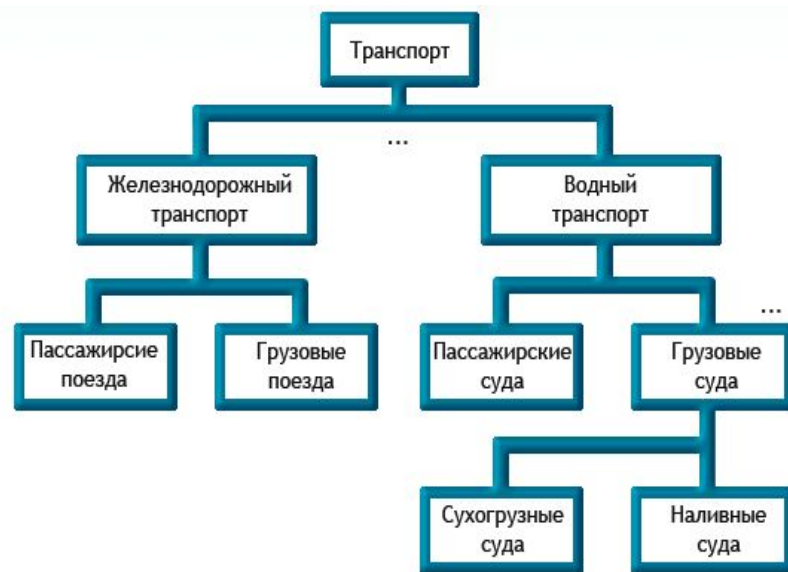 Транспорт
...
Железнодорожный
транспорт
Водный
транспорт
...
Пассажирсие
поезда
Грузовые
поезда
Пассажирские
суда
Грузовые
суда
Сухогрузные
суда
Наливные
суда